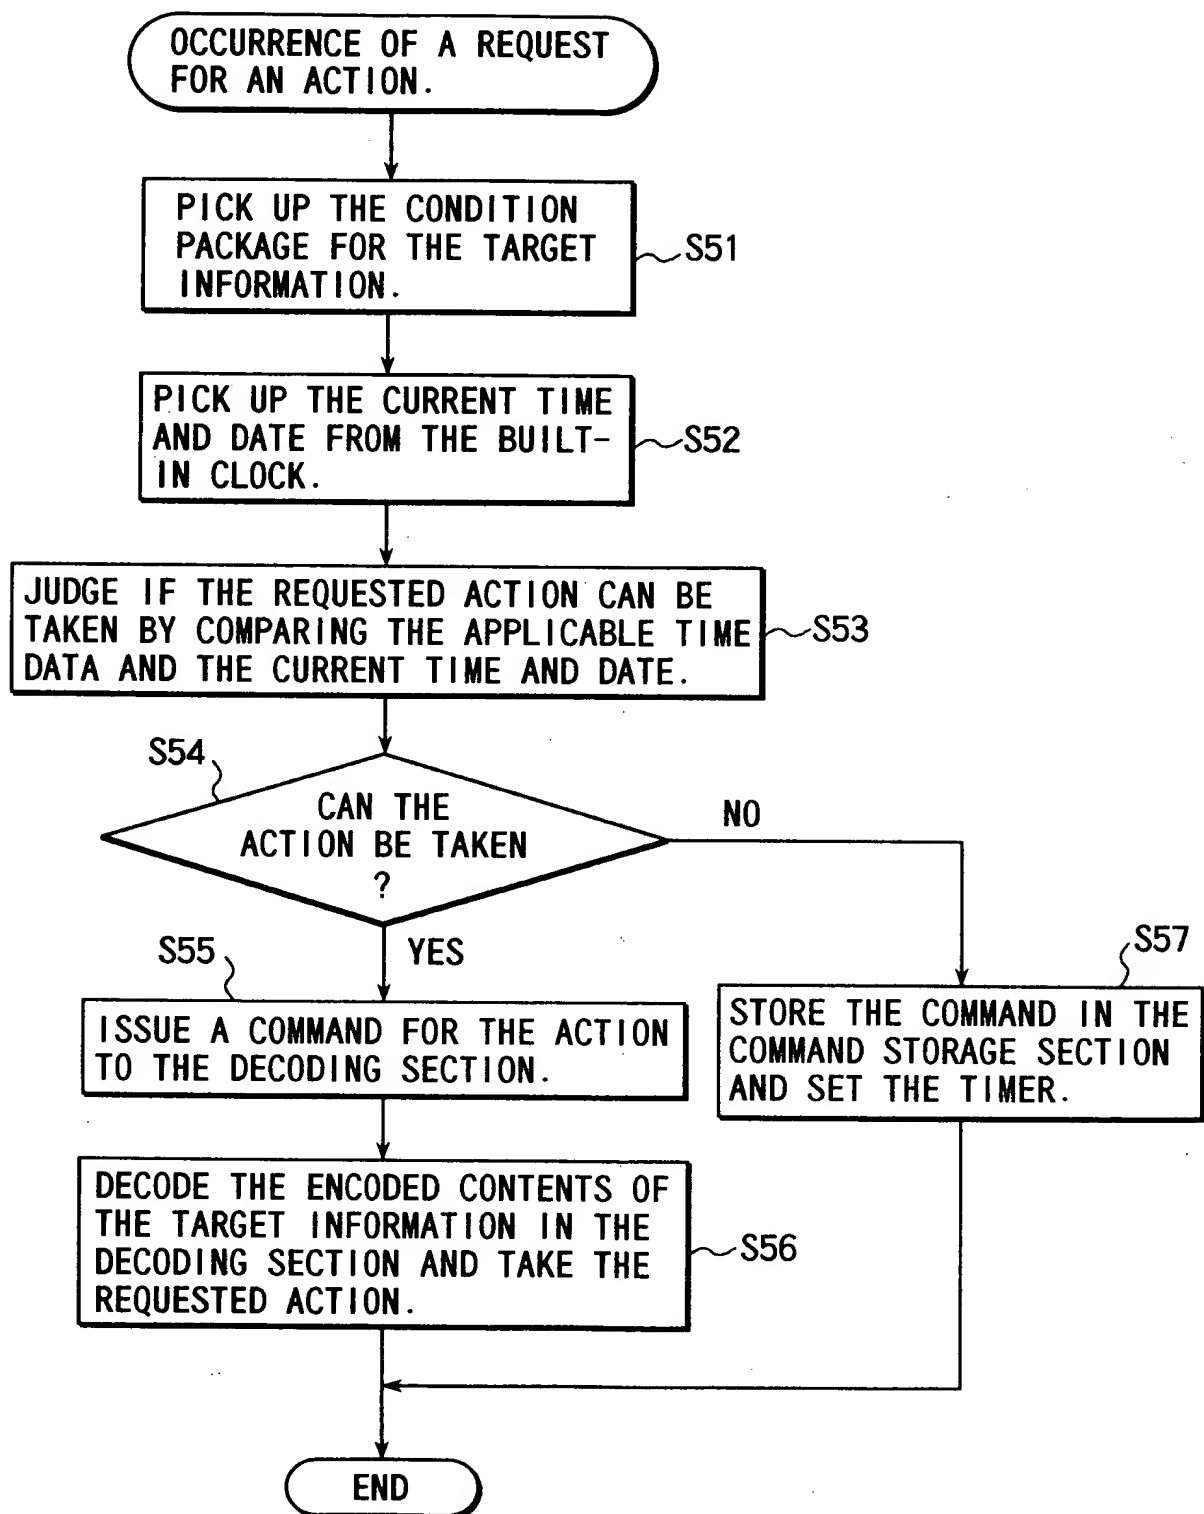 OCCURRENCE OF A REQUEST
FOR AN ACTION.
PICK UP THE CONDITION
PACKAGE FOR THE TARGET
INFORMATION.
S51
PICK UP THE CURRENT TIME
AND DATE FROM THE BUILT-
IN CLOCK.
S52
JUDGE IF THE REQUESTED ACTION CAN BE
TAKEN BY COMPARING THE APPLICABLE TIME
DATA AND THE CURRENT TIME AND DATE.
S53
S54
CAN THE
ACTION BE TAKEN
?
NO
YES
S55
ISSUE A COMMAND FOR THE ACTION
TO THE DECODING SECTION.
S57
STORE THE COMMAND IN THE
COMMAND STORAGE SECTION
AND SET THE TIMER.
DECODE THE ENCODED CONTENTS OF
THE TARGET INFORMATION IN THE
DECODING SECTION AND TAKE THE
REQUESTED ACTION.
S56
END